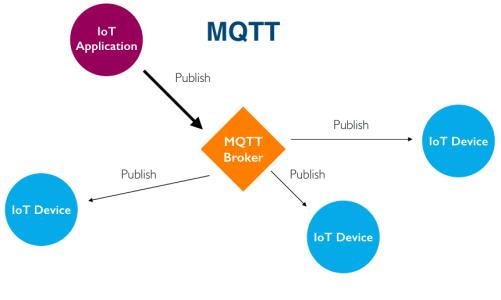 MQTT
IoT
Application
Publish
MQTT
Broker
Publish
IoT Device
Publish
IoT Device
Publish
IoT Device